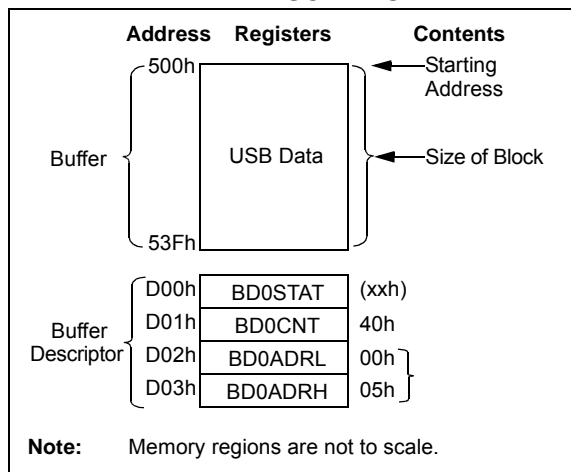 Address Registers Contents
500h
Starting
Address
Buffer
USB Data
Size of Block
53Fh
Buffer
Descriptor
D00h BD0STAT (xxh)
D01h BD0CNT 40h
D02h BD0ADRL 00h
D03h BD0ADRH 05h
Note: Memory regions are not to scale.